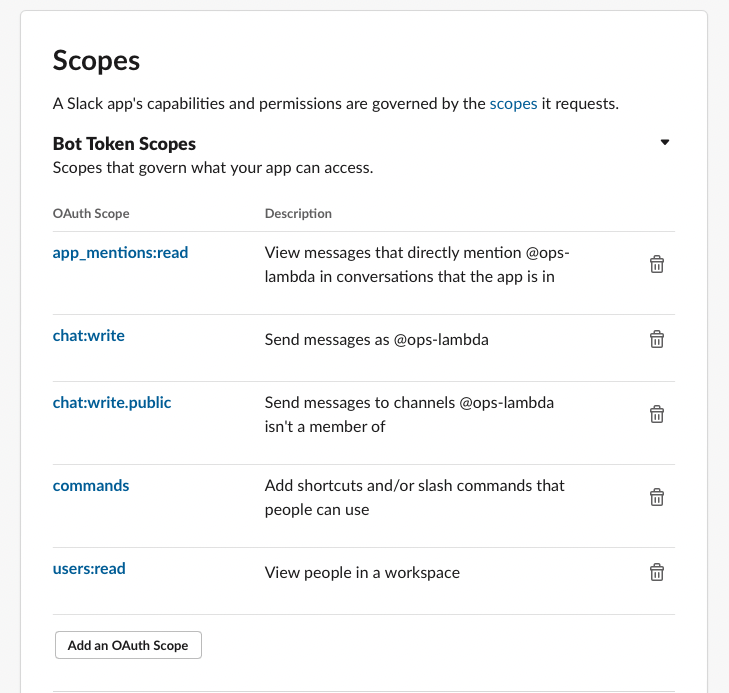 Scopes
A Slack app's capabilities and permissions are governed by the scopes it requests.
Bot Token Scopes
Scopes that govern what your app can access.
OAuth Scope Description
app_mentions:read View messages that directly mention @ops-
lambda in conversations that the app is in
chat:write Send messages as @ops-lambda
chat:write.public Send messages to channels @ops-lambda
isn't a member of
commands Add shortcuts and/or slash commands that
people can use
users:read View people in a workspace
Add an OAuth Scope